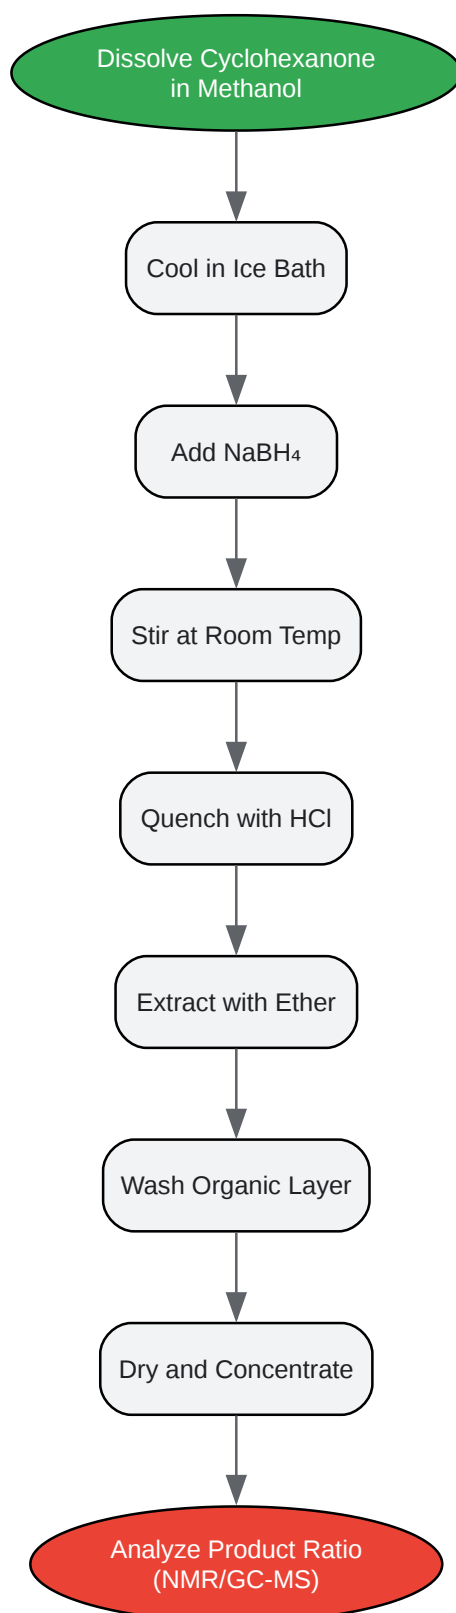 Dissolve Cyclohexanone
in Methanol
Cool in Ice Bath
Add NaBH₄
Stir at Room Temp
Quench with HCl
Extract with Ether
Wash Organic Layer
Dry and Concentrate
Analyze Product Ratio
(NMR/GC-MS)